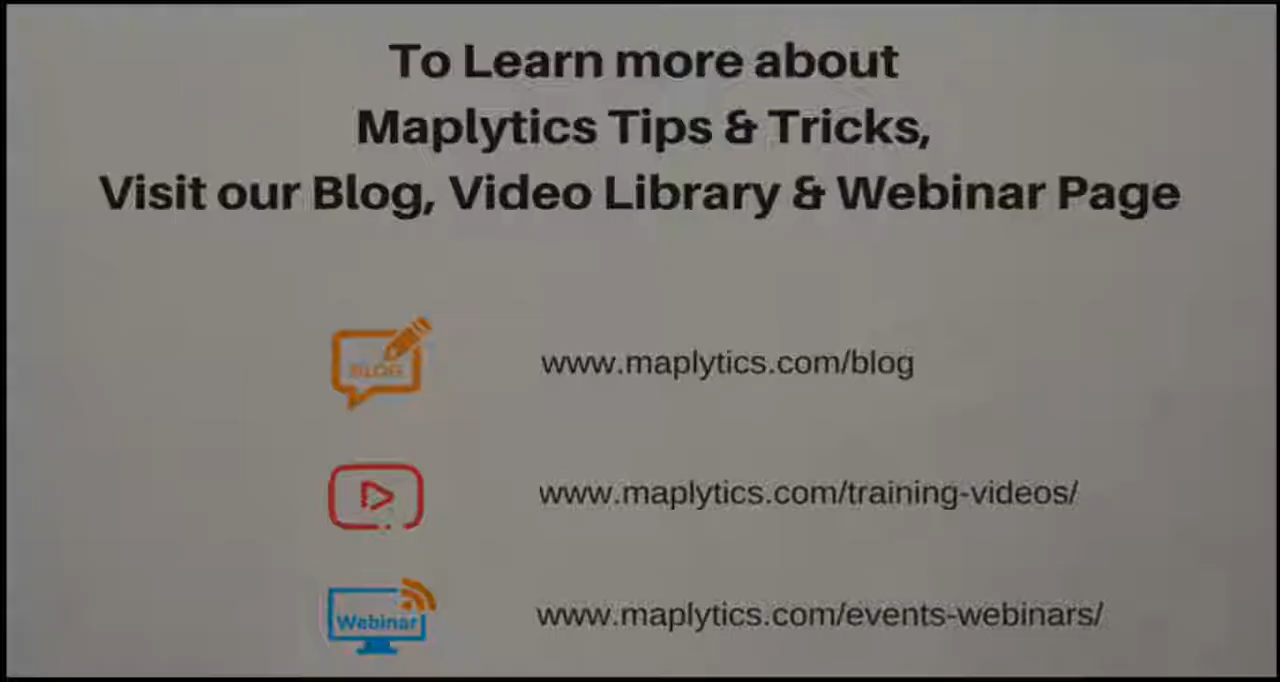 To Learn more about
Maplytics Tips & Tricks,
Visit our Blog, Video Library & Webinar Page
BLOG
www.maplytics.com/blog
www.maplytics.com/training-videos/
Webinar
www.maplytics.com/events-webinars/